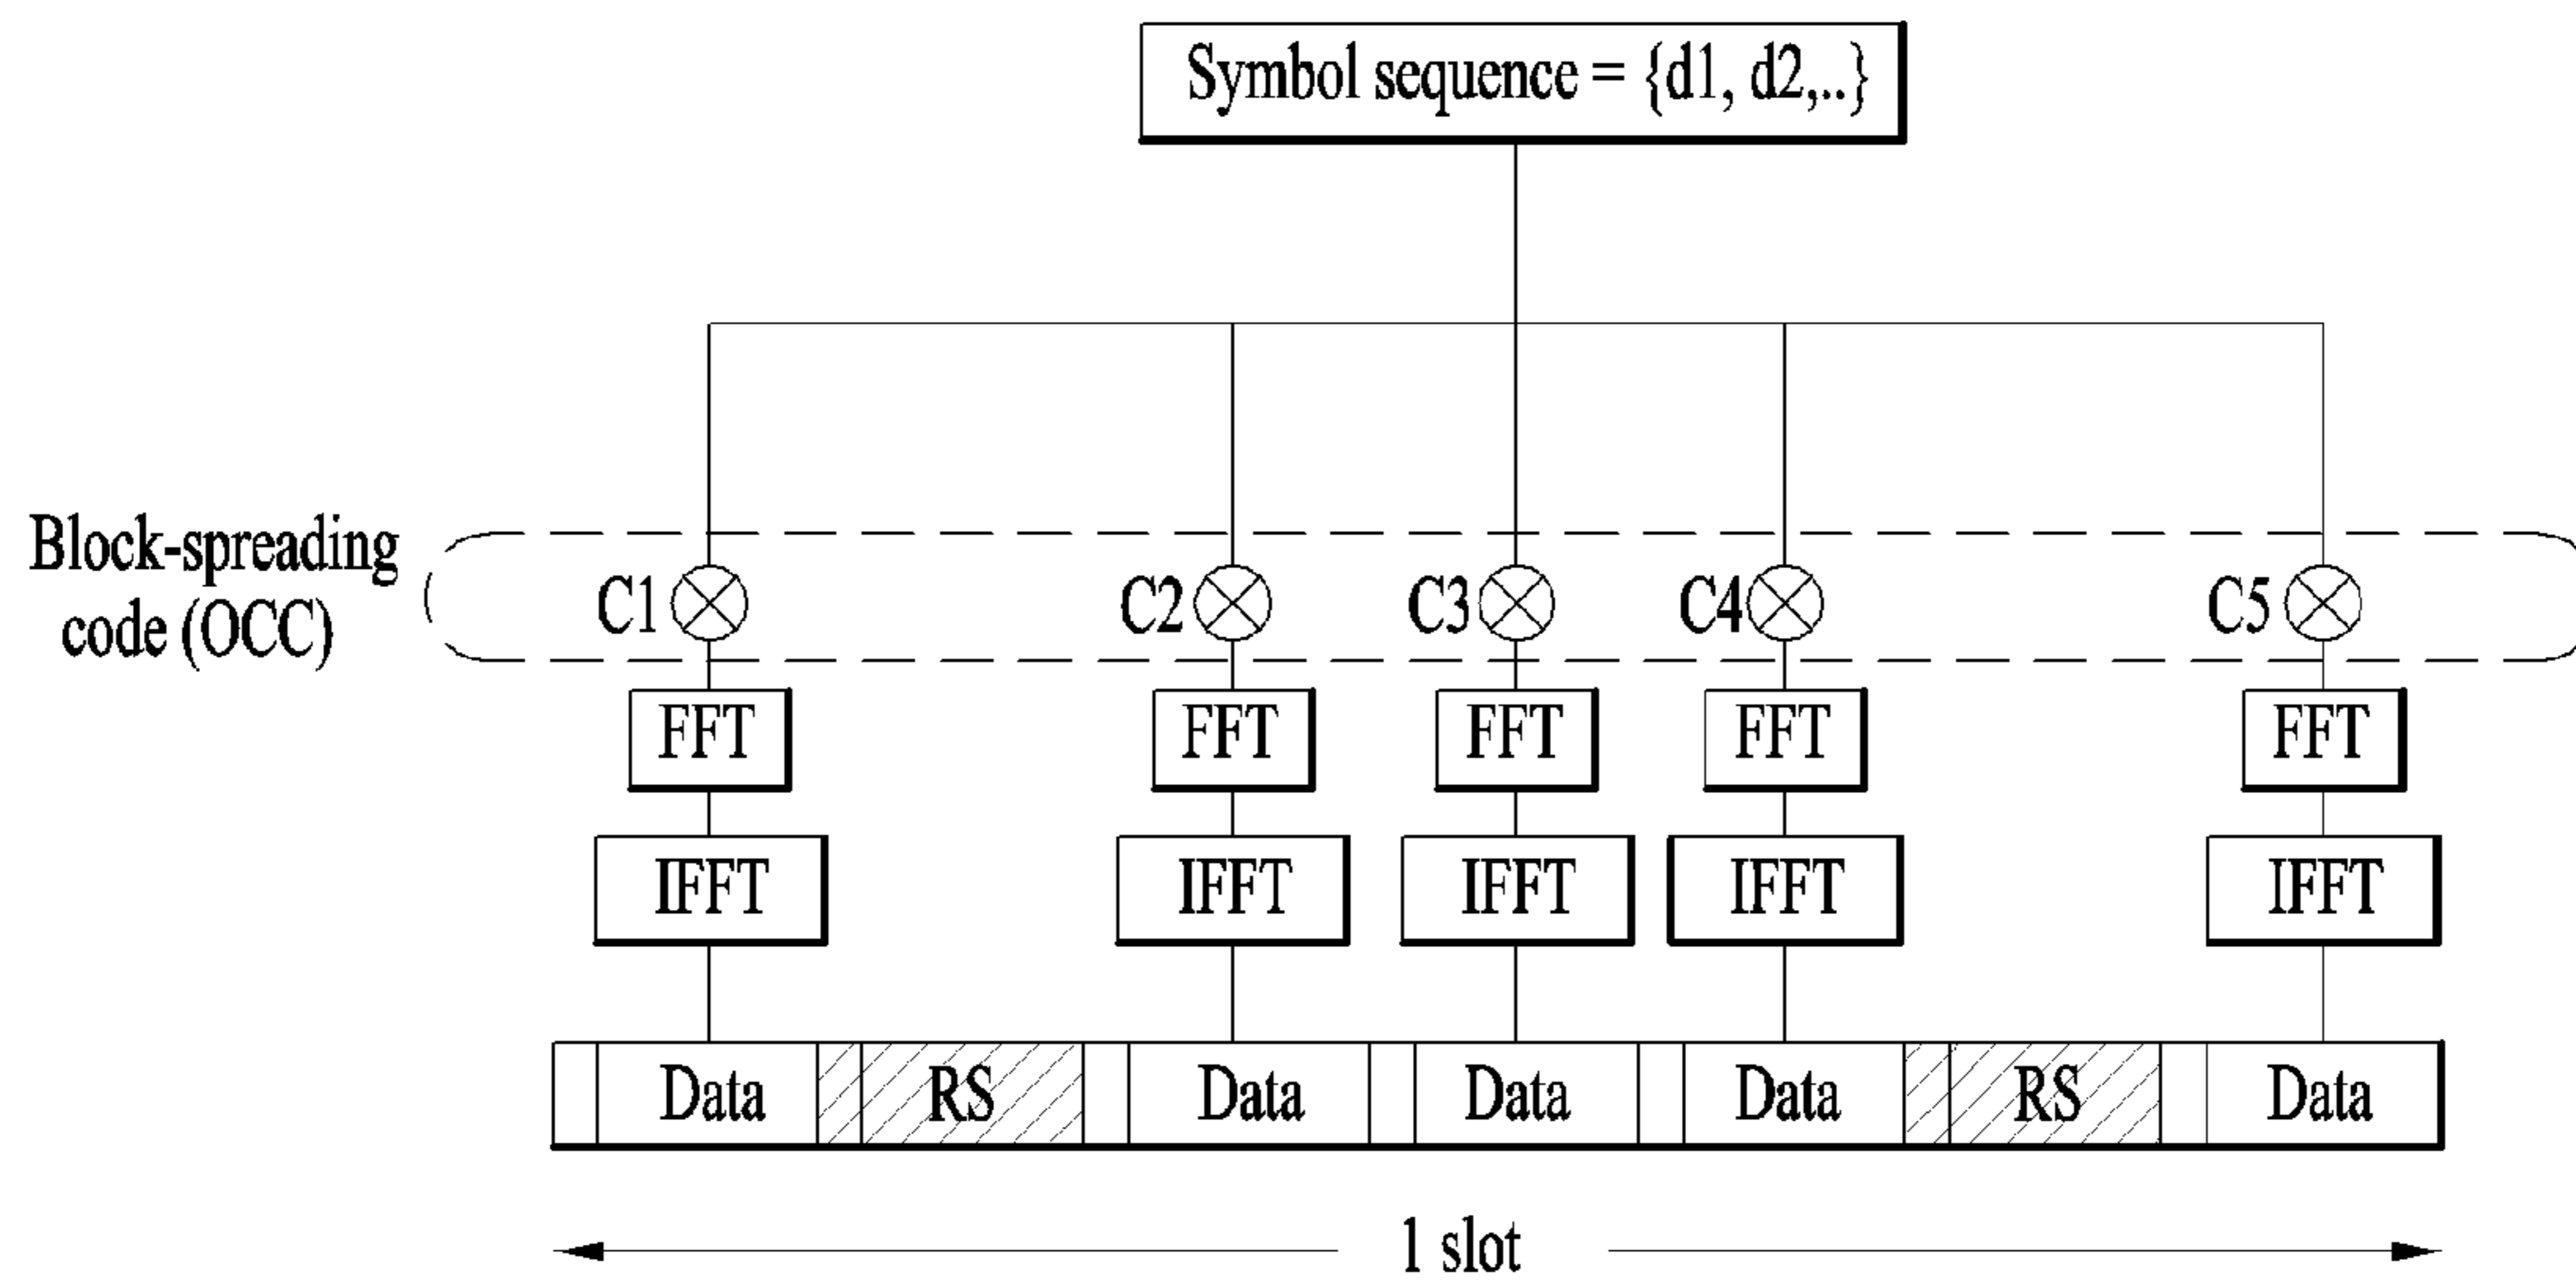 Symbol sequence = {d1, d2,..}
Block-spreading
code (OCC)
C1 C2 C3 C4 C5
FFT FFT FFT FFT FFT
IFFT IFFT IFFT IFFT IFFT
Data RS Data Data Data RS Data
1 slot